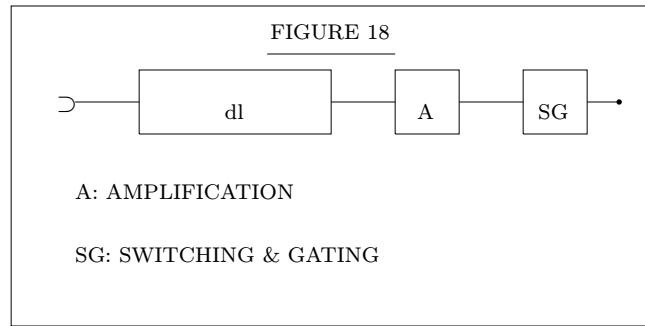 FIGURE 18
dl A SG
A: AMPLIFICATION
SG: SWITCHING & GATING